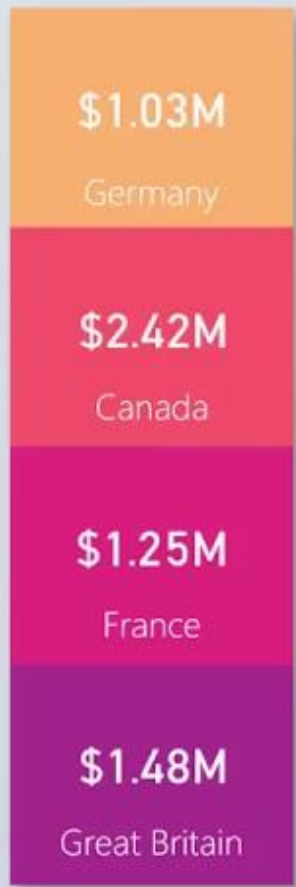 $1.03M
Germany
$2.42M
Canada
$1.25M
France
$1.48M
Great Britain